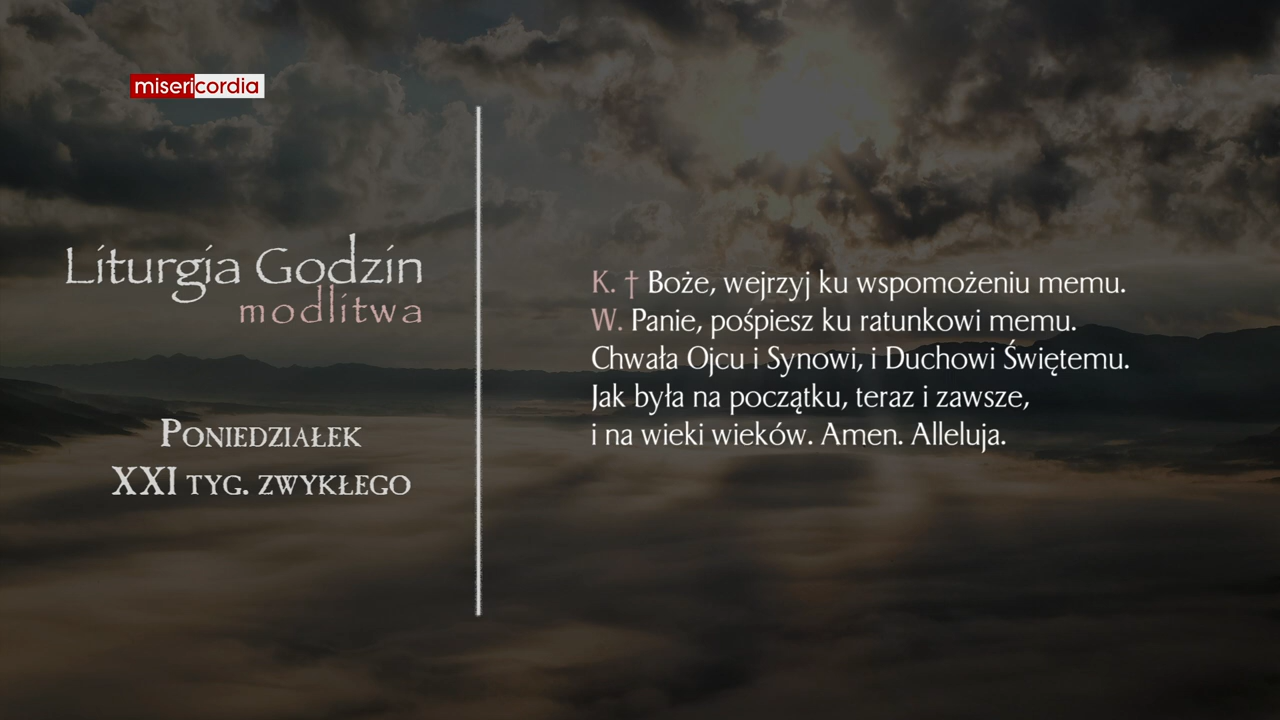 misericordia
Liturgia Godzin
modlitwa
Poniedziałek
XXI tyg. zwykłego
K. † Boże, wejrzyj ku wspomożeniu memu.
W. Panie, pośpiesz ku ratunkowi memu.
Chwała Ojcu i Synowi, i Duchowi Świętemu.
Jak była na początku, teraz i zawsze,
i na wieki wieków. Amen. Alleluja.